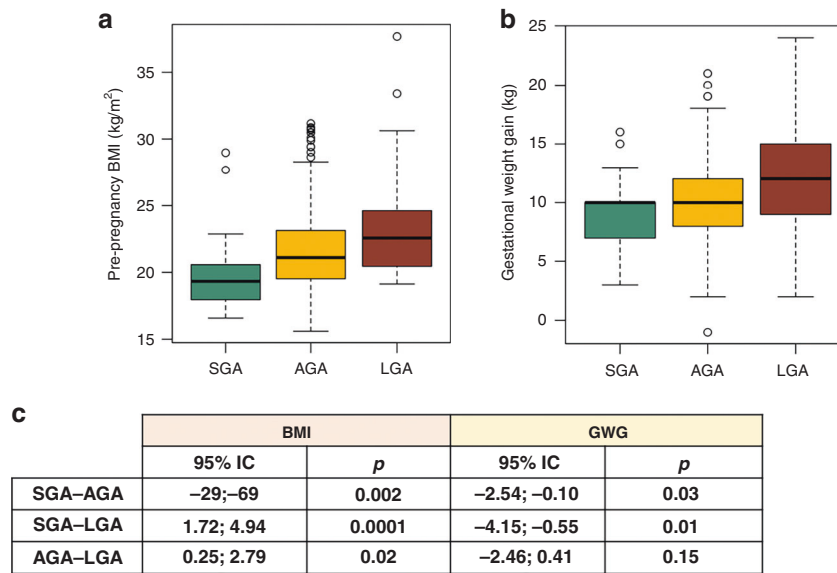 a
Pre-pregnancy BMI (kg/m²)
35
30
25
20
15
SGA
AGA
LGA
b
Gestational weight gain (kg)
25
20
15
10
5
0
SGA
AGA
LGA
c
BMI GWG
95% IC p 95% IC p
SGA–AGA –29;–69 0.002 –2.54; –0.10 0.03
SGA–LGA 1.72; 4.94 0.0001 –4.15; –0.55 0.01
AGA–LGA 0.25; 2.79 0.02 –2.46; 0.41 0.15